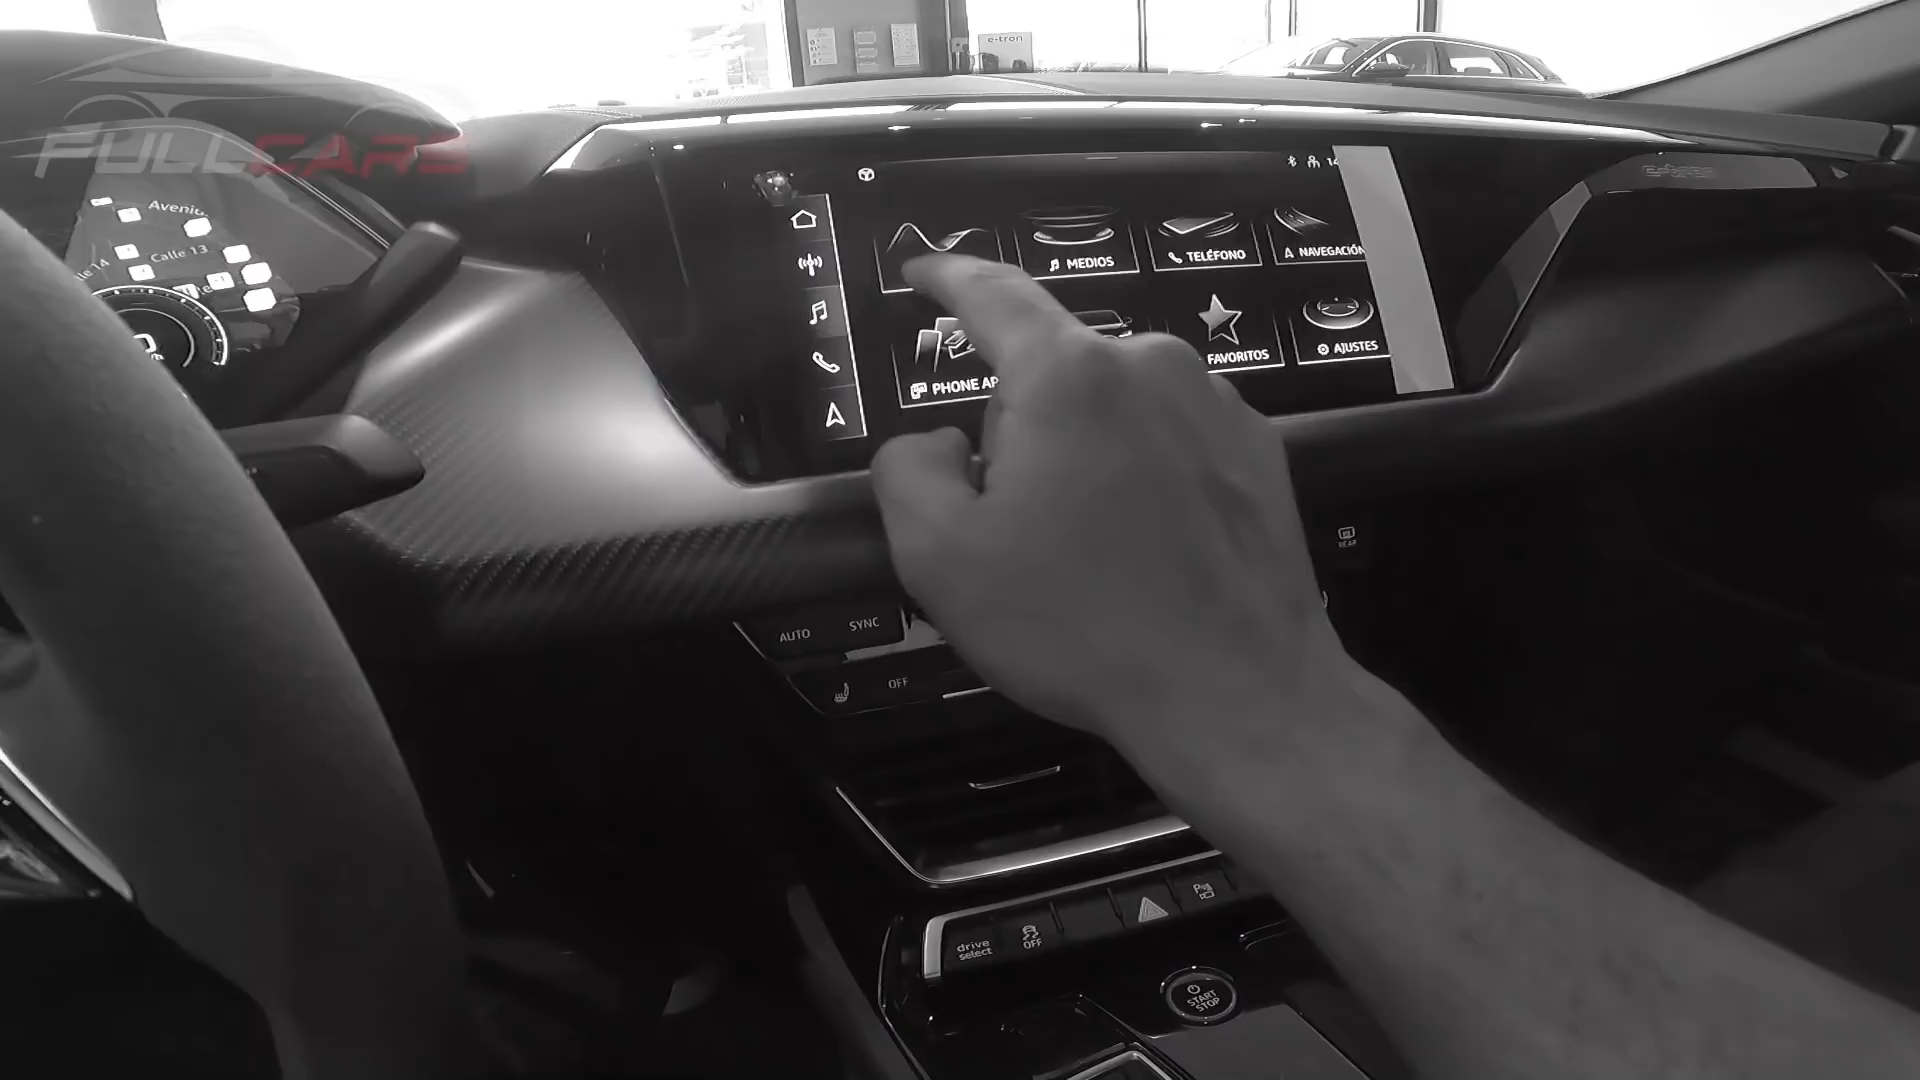 FULLCARS
e-tron
Calle 13
MEDIOS
TELÉFONO
NAVEGACIÓN
FAVORITOS
AJUSTES
PHONE AP
AUTO
SYNC
OFF
REAR
drive
select
OFF
START
STOP